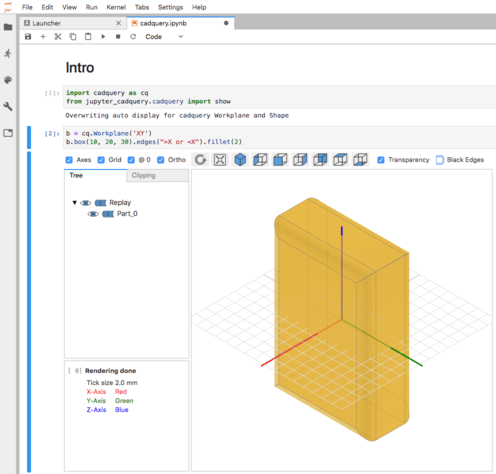 File Edit View Run Kernel Tabs Settings Help
Launcher
cadquery.ipynb
Code
Intro
[1]: import cadquery as cq
from jupyter_cadquery.cadquery import show
Overwriting auto display for cadquery Workplane and Shape
[2]: b = cq.Workplane('XY')
b.box(10, 20, 30).edges(">X or <X").fillet(2)
Axes Grid @ 0 Ortho Transparency Black Edges
Tree Clipping
Replay
Part_0
[ 0] Rendering done
Tick size 2.0 mm
X-Axis Red
Y-Axis Green
Z-Axis Blue